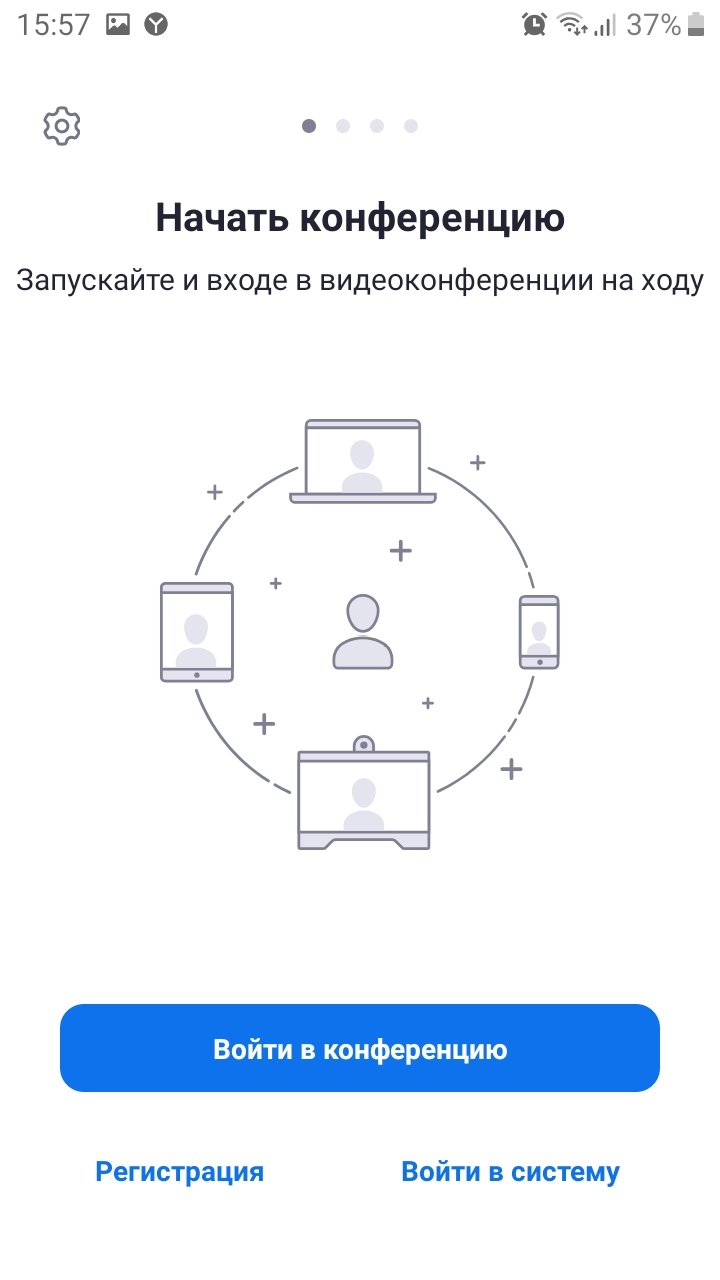 15:57 37%
Начать конференцию
Запускайте и входе в видеоконференции на ходу
Войти в конференцию
Регистрация Войти в систему